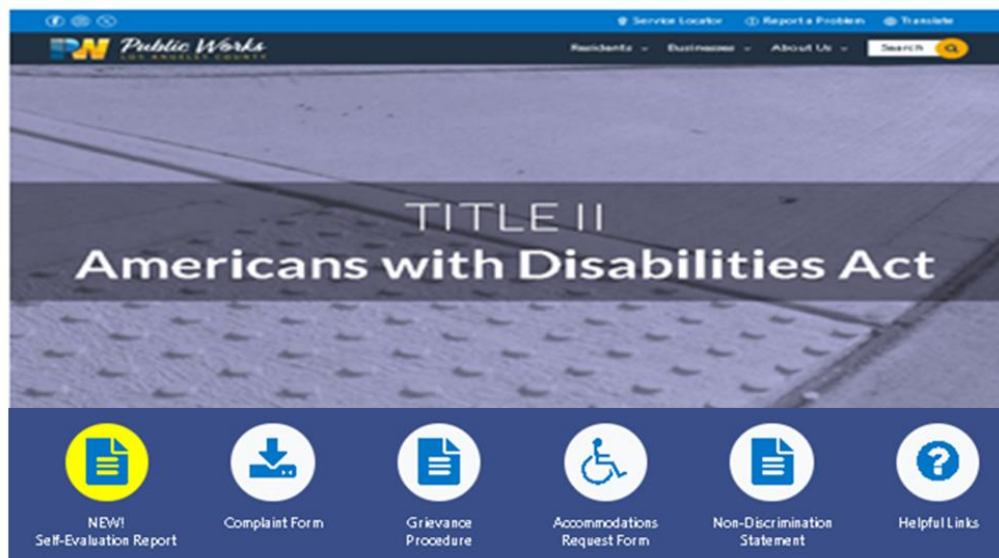 Service Locator Report a Problem Translate
PW Public Works
LOS ANGELES COUNTY
Residents Businesses About Us Search
TITLE II
Americans with Disabilities Act
NEW!
Self-Evaluation Report
Complaint Form
Grievance
Procedure
Accommodations
Request Form
Non-Discrimination
Statement
Helpful Links